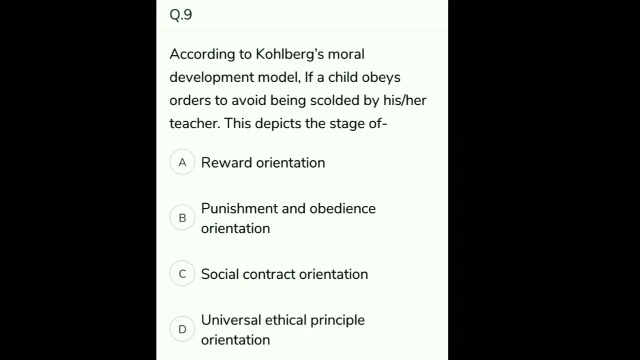 Q.9
According to Kohlberg's moral
development model, If a child obeys
orders to avoid being scolded by his/her
teacher. This depicts the stage of-
A Reward orientation
B Punishment and obedience
orientation
C Social contract orientation
D Universal ethical principle
orientation